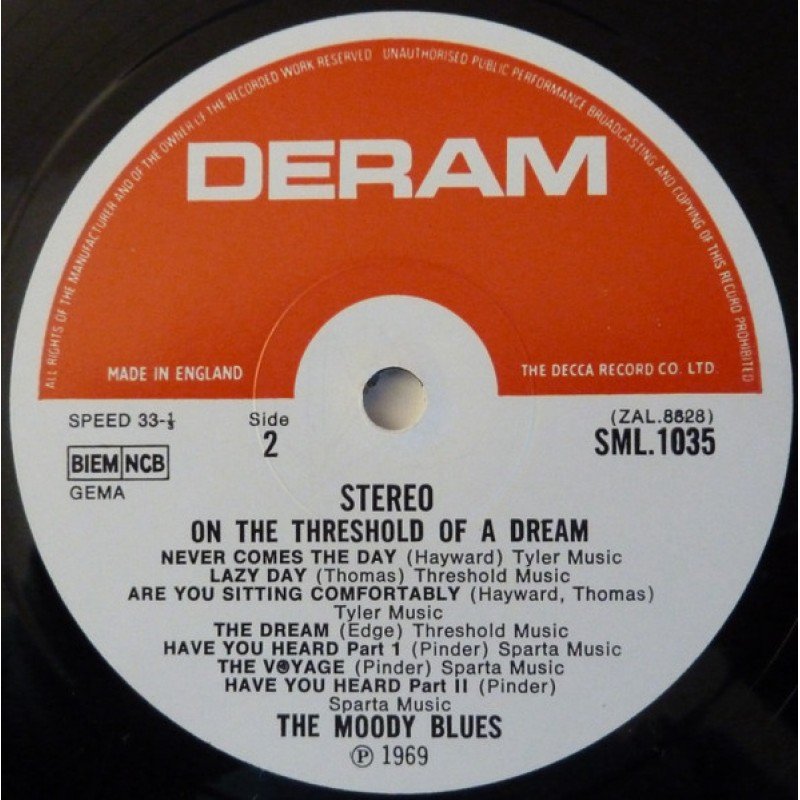 ALL RIGHTS OF THE MANUFACTURER AND OF THE OWNER OF THE RECORDED WORK RESERVED UNAUTHORISED PUBLIC PERFORMANCE BROADCASTING AND COPYING OF THIS RECORD PROHIBITED
DERAM
MADE IN ENGLAND
THE DECCA RECORD CO. LTD.
SPEED 33-⅓
Side
2
(ZAL.8828)
SML.1035
BIEM NCB
GEMA
STEREO
ON THE THRESHOLD OF A DREAM
NEVER COMES THE DAY (Hayward) Tyler Music
LAZY DAY (Thomas) Threshold Music
ARE YOU SITTING COMFORTABLY (Hayward, Thomas)
Tyler Music
THE DREAM (Edge) Threshold Music
HAVE YOU HEARD Part 1 (Pinder) Sparta Music
THE VOYAGE (Pinder) Sparta Music
HAVE YOU HEARD Part II (Pinder)
Sparta Music
THE MOODY BLUES
℗ 1969